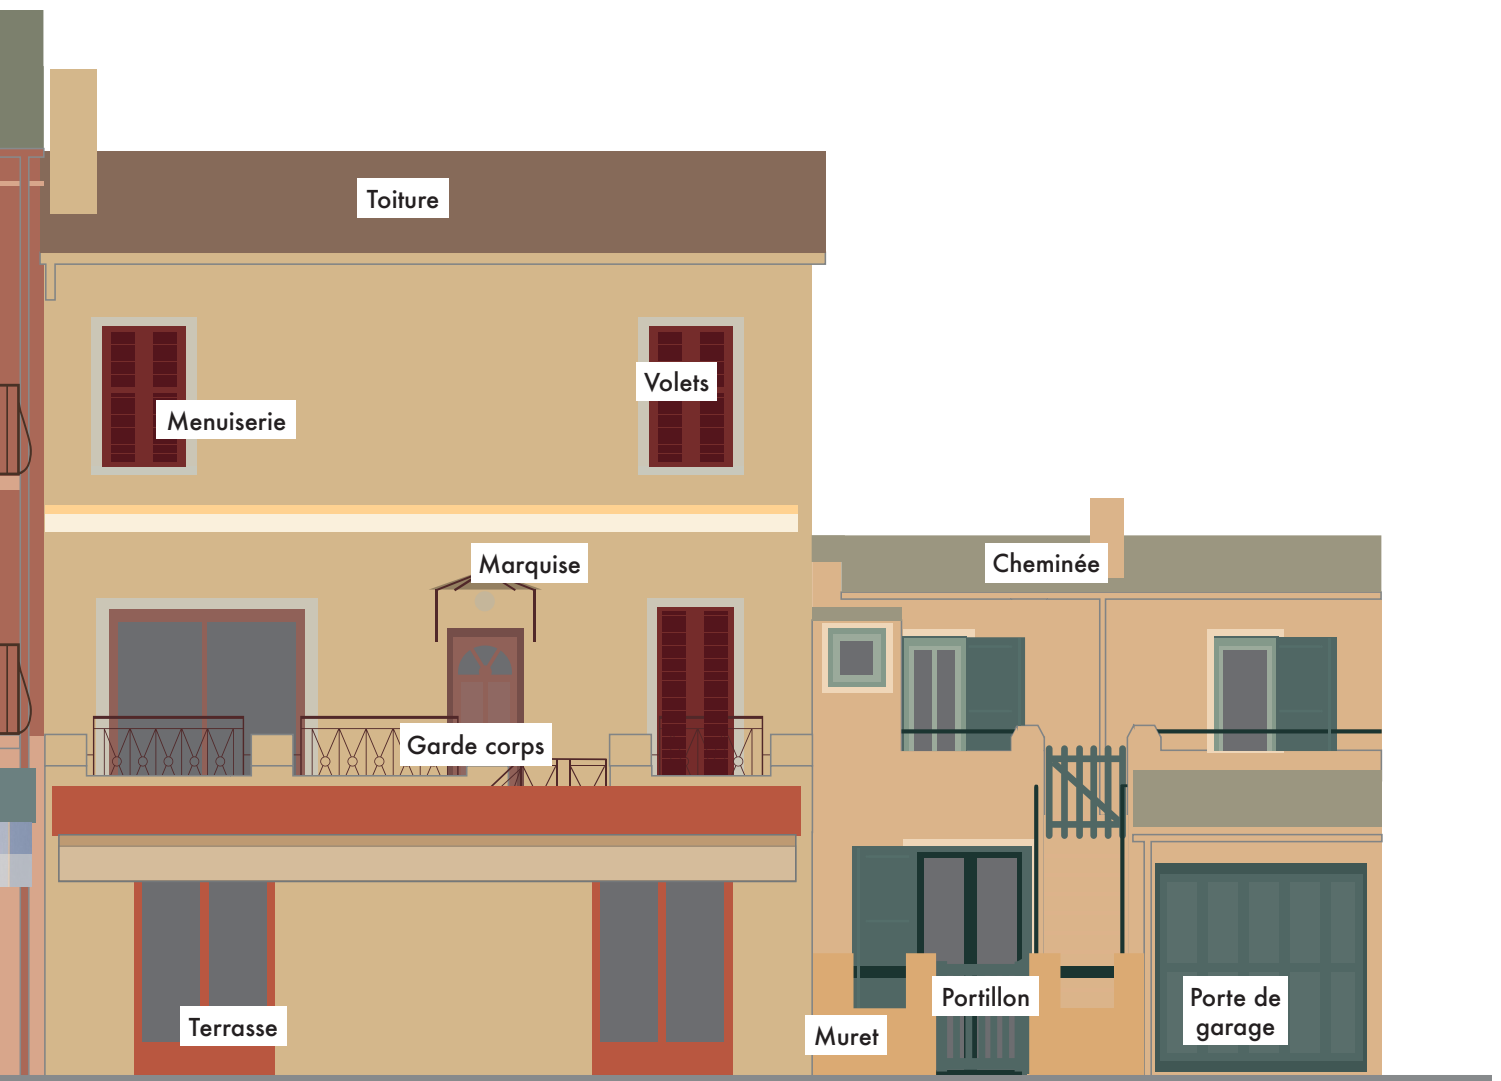 Toiture
Volets
Menuiserie
Marquise
Cheminée
Garde corps
Portillon
Porte de
garage
Terrasse
Muret